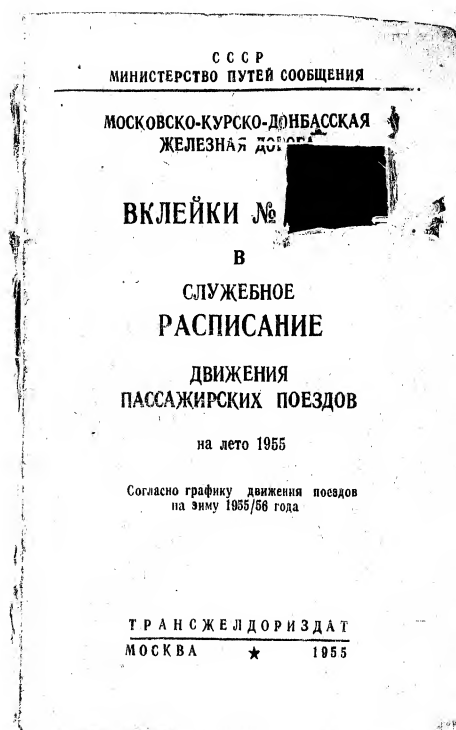 СССР
МИНИСТЕРСТВО ПУТЕЙ СООБЩЕНИЯ
МОСКОВСКО-КУРСКО-ДОНБАССКАЯ
ЖЕЛЕЗНАЯ ДОРОГА
ВКЛЕЙКИ №
В
СЛУЖЕБНОЕ
РАСПИСАНИЕ
ДВИЖЕНИЯ
ПАССАЖИРСКИХ ПОЕЗДОВ
на лето 1955
Согласно графику движения поездов
на зиму 1955/56 года
ТРАНСЖЕЛДОРИЗДАТ
МОСКВА ★ 1955